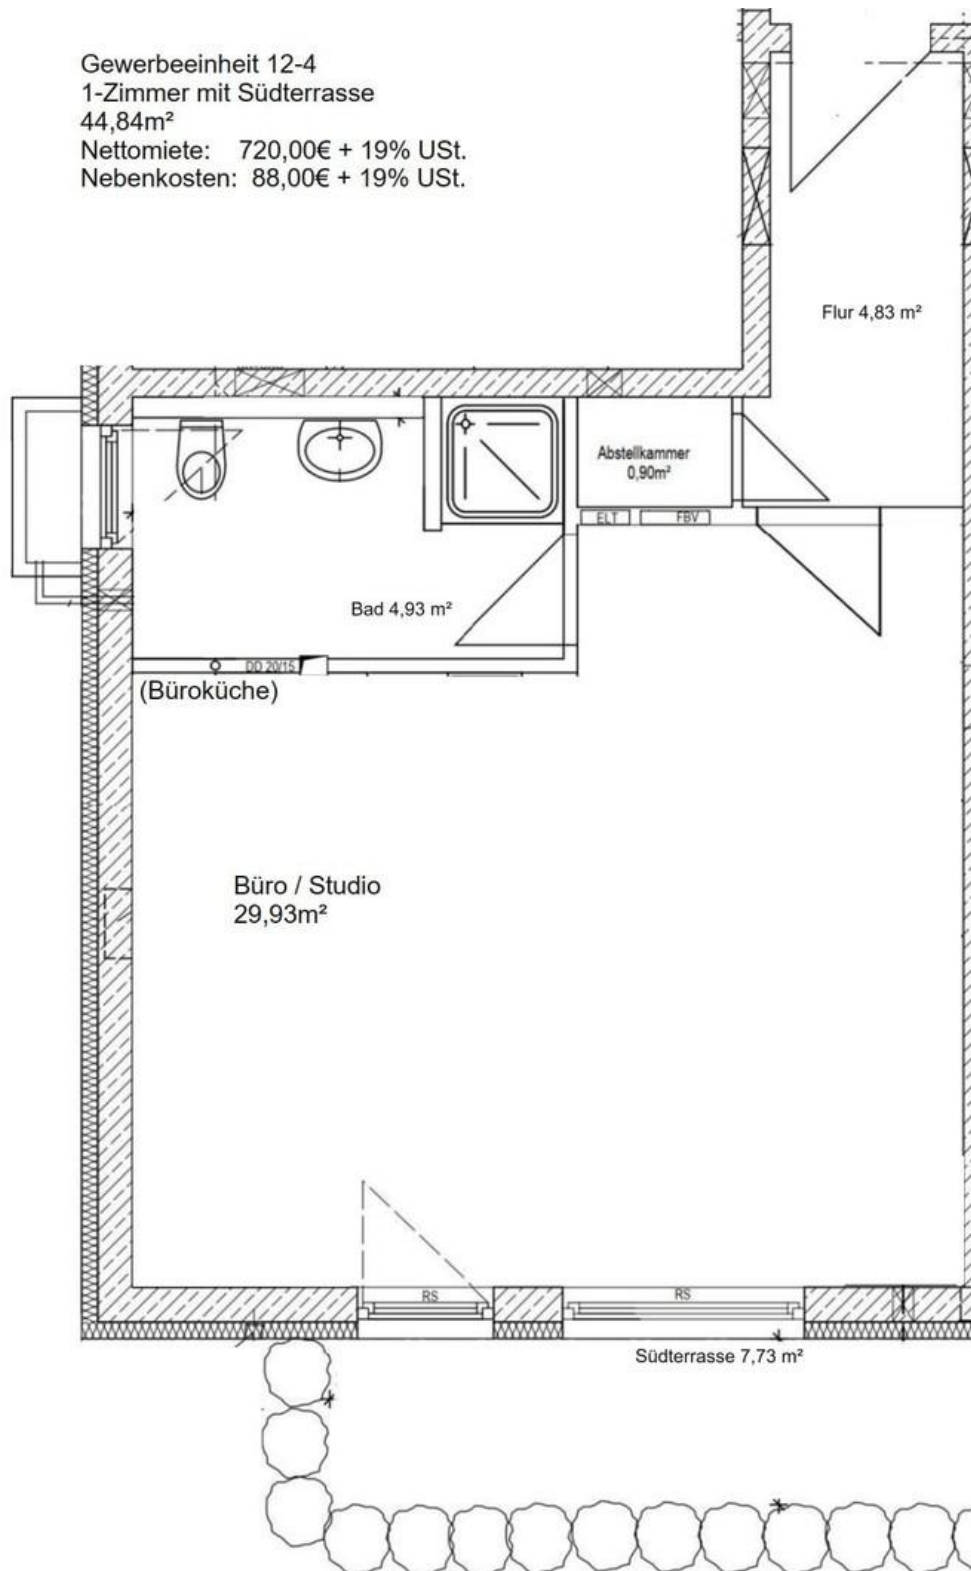 Gewerbeeinheit 12-4
1-Zimmer mit Südterrasse
44,84m²
Nettomiete: 720,00€ + 19% USt.
Nebenkosten: 88,00€ + 19% USt.
Flur 4,83 m²
Abstellkammer
0,90m²
ELT FBV
Bad 4,93 m²
DD 20/15
(Büroküche)
Büro / Studio
29,93m²
RS RS
Südterrasse 7,73 m²